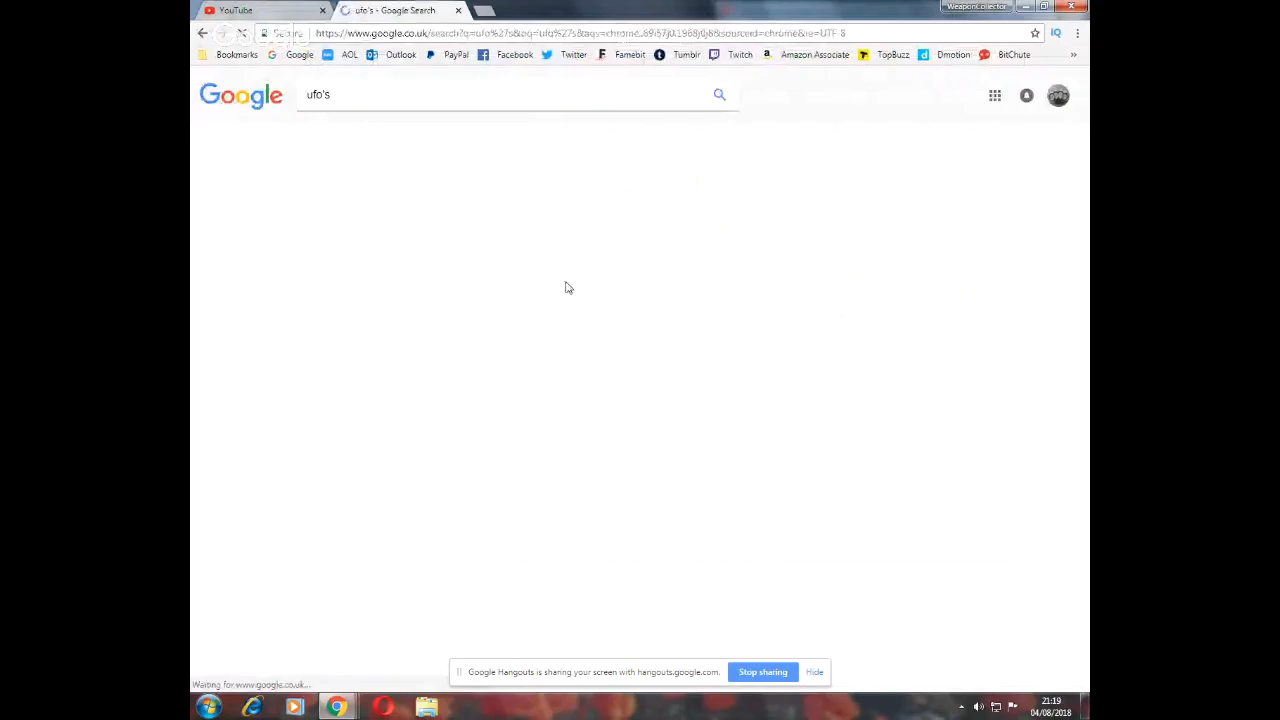 YouTube
ufo's - Google Search
WeaponCollector
Secure
https://www.google.co.uk/search?q=ufo%27s&oq=ufo%27s&aqs=chrome..69i57j0.1968j0j8&sourceid=chrome&ie=UTF-8
Bookmarks Google AOL Outlook PayPal Facebook Twitter Famebit Tumblr Twitch Amazon Associate TopBuzz Dmotion BitChute »
Google
ufo's
Google Hangouts is sharing your screen with hangouts.google.com. Stop sharing Hide
Waiting for www.google.co.uk...
21:19
04/08/2018